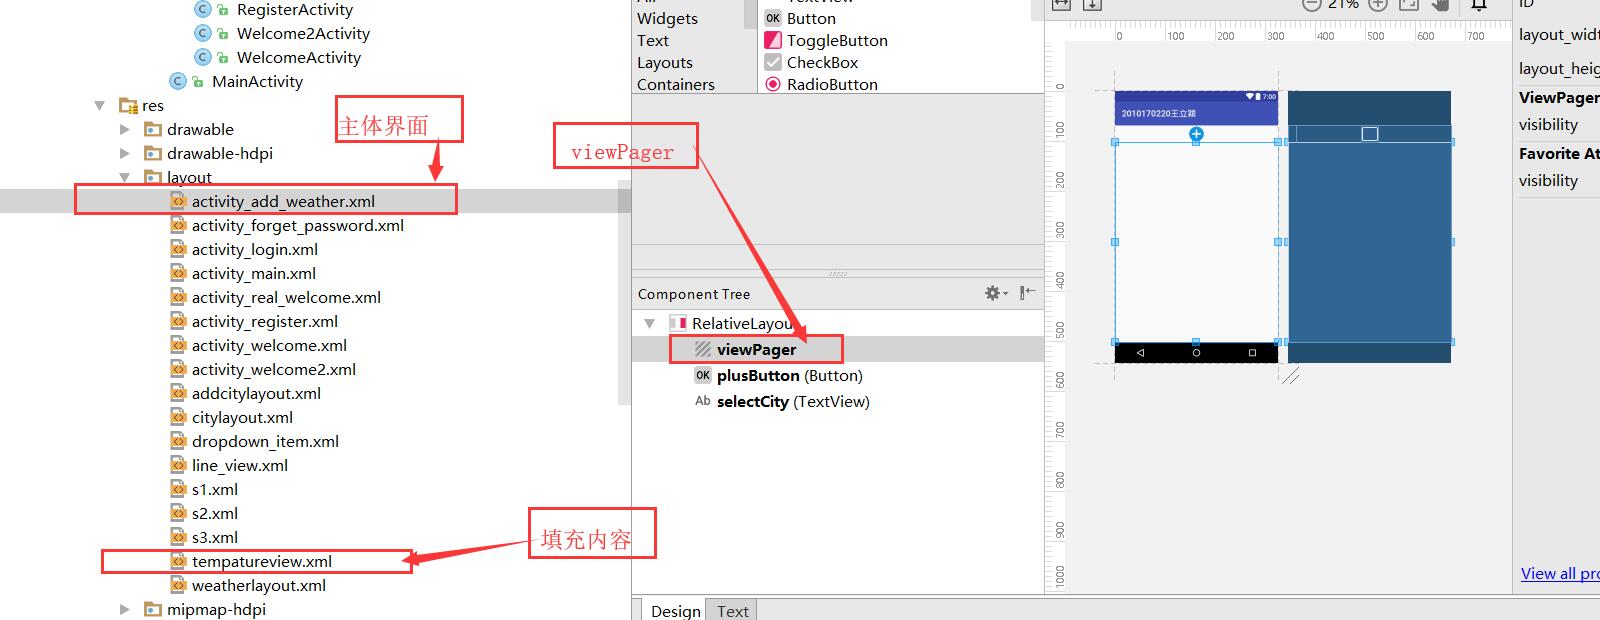 RegisterActivity
Welcome2Activity
WelcomeActivity
MainActivity
res
drawable
drawable-hdpi
layout
activity_add_weather.xml
activity_forget_password.xml
activity_login.xml
activity_main.xml
activity_real_welcome.xml
activity_register.xml
activity_welcome.xml
activity_welcome2.xml
addcitylayout.xml
citylayout.xml
dropdown_item.xml
line_view.xml
s1.xml
s2.xml
s3.xml
tempatureview.xml
weatherlayout.xml
mipmap-hdpi
主体界面
viewPager
填充内容
Widgets
Text
Layouts
Containers
OK Button
ToggleButton
CheckBox
RadioButton
Component Tree
RelativeLayou
viewPager
OK plusButton (Button)
Ab selectCity (TextView)
Design Text
21%
0 100 200 300 400 500 600 700
0
100
200
300
400
500
600
700
800
900
1000
7:00
2010170220王立颖
ID
layout_widt
layout_heig
ViewPager
visibility
Favorite At
visibility
View all pro